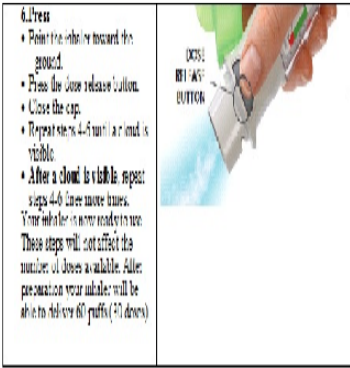 6.Press
• Point the inhaler toward the
ground.
• Press the dose release button.
• Close the cap.
• Repeat steps 4-6 until a cloud is
visible.
• After a cloud is visible, repeat
steps 4-6 three more times.
Your inhaler is now ready to use
These steps will not affect the
number of doses available. After
preparation your inhaler will be
able to deliver 60 puffs (30 doses)
DOSE
RELEASE
BUTTON